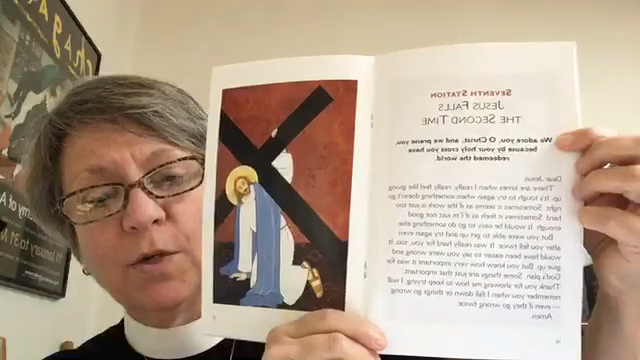 chaga
SEVENTH STATION
JESUS FALLS
THE SECOND TIME
We adore you, O Christ, and we praise you,
because by your holy cross you have
redeemed the world.
Dear Jesus,
There are times when I really, really feel like giving
up. It's tough to try again when something doesn't go
right. Sometimes it seems as if the work is just too
hard. Sometimes it feels as if I'm just not good
enough. It would be easy to go do something else.
But you were able to get up and try again even
after you fell twice. It was really hard for you, too. It
would have been easier to say you were wrong and
give up. But you knew how very important it was for
God's plan. Some things are just that important.
Thank you for showing me how to keep trying. I will
remember you when I fall down or things go wrong
— even if they go wrong twice.
Amen.